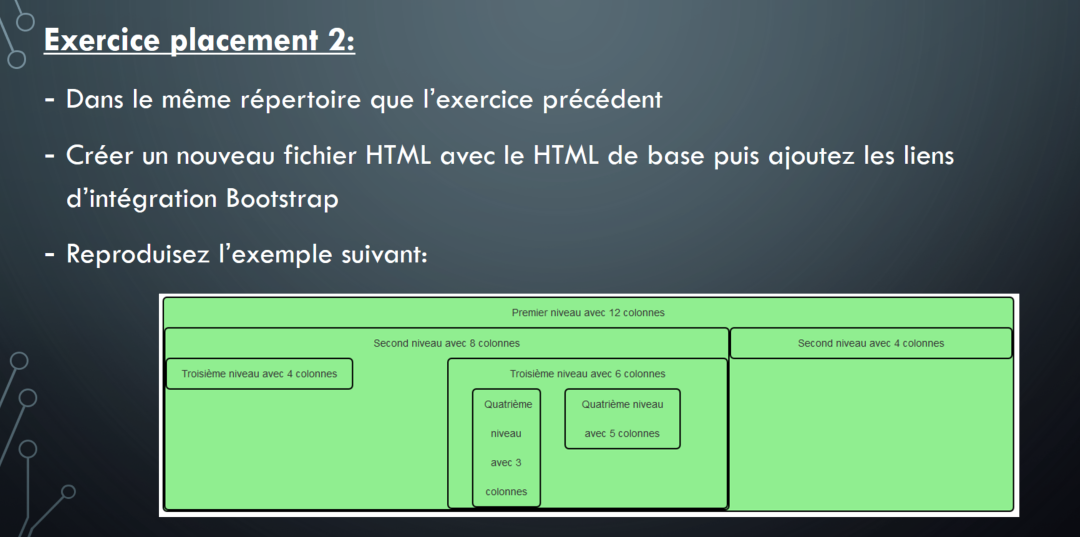 Exercice placement 2:
- Dans le même répertoire que l’exercice précédent
- Créer un nouveau fichier HTML avec le HTML de base puis ajoutez les liens
d’intégration Bootstrap
- Reproduisez l’exemple suivant:
Premier niveau avec 12 colonnes
Second niveau avec 8 colonnes
Second niveau avec 4 colonnes
Troisième niveau avec 4 colonnes
Troisième niveau avec 6 colonnes
Quatrième
niveau
avec 3
colonnes
Quatrième niveau
avec 5 colonnes